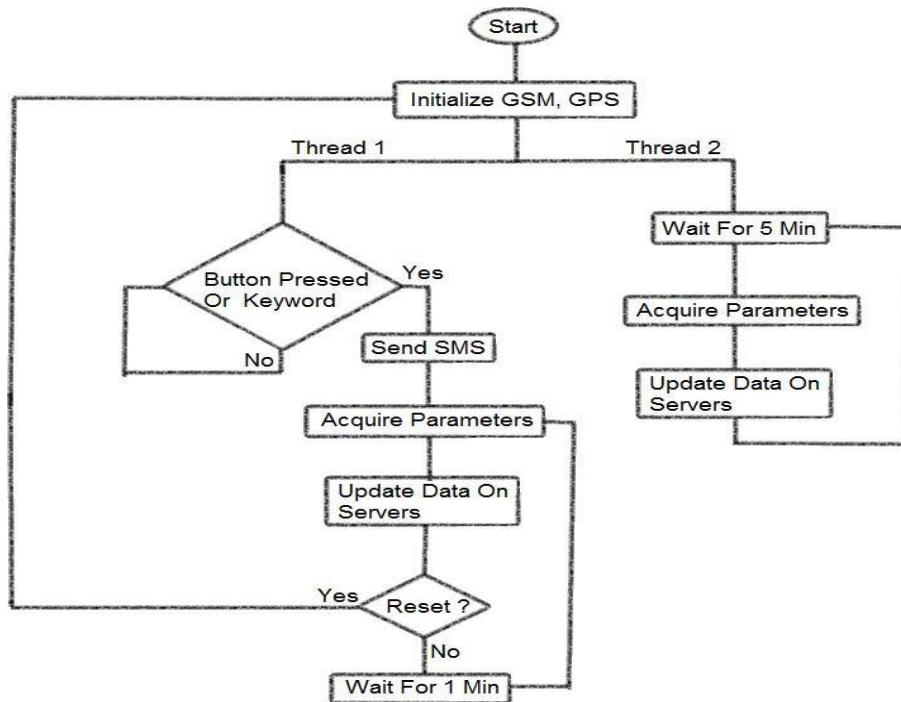 Start
Initialize GSM, GPS
Thread 1
Thread 2
Button Pressed
Or Keyword
Yes
No
Send SMS
Acquire Parameters
Update Data On
Servers
Reset ?
Yes
No
Wait For 1 Min
Wait For 5 Min
Acquire Parameters
Update Data On
Servers